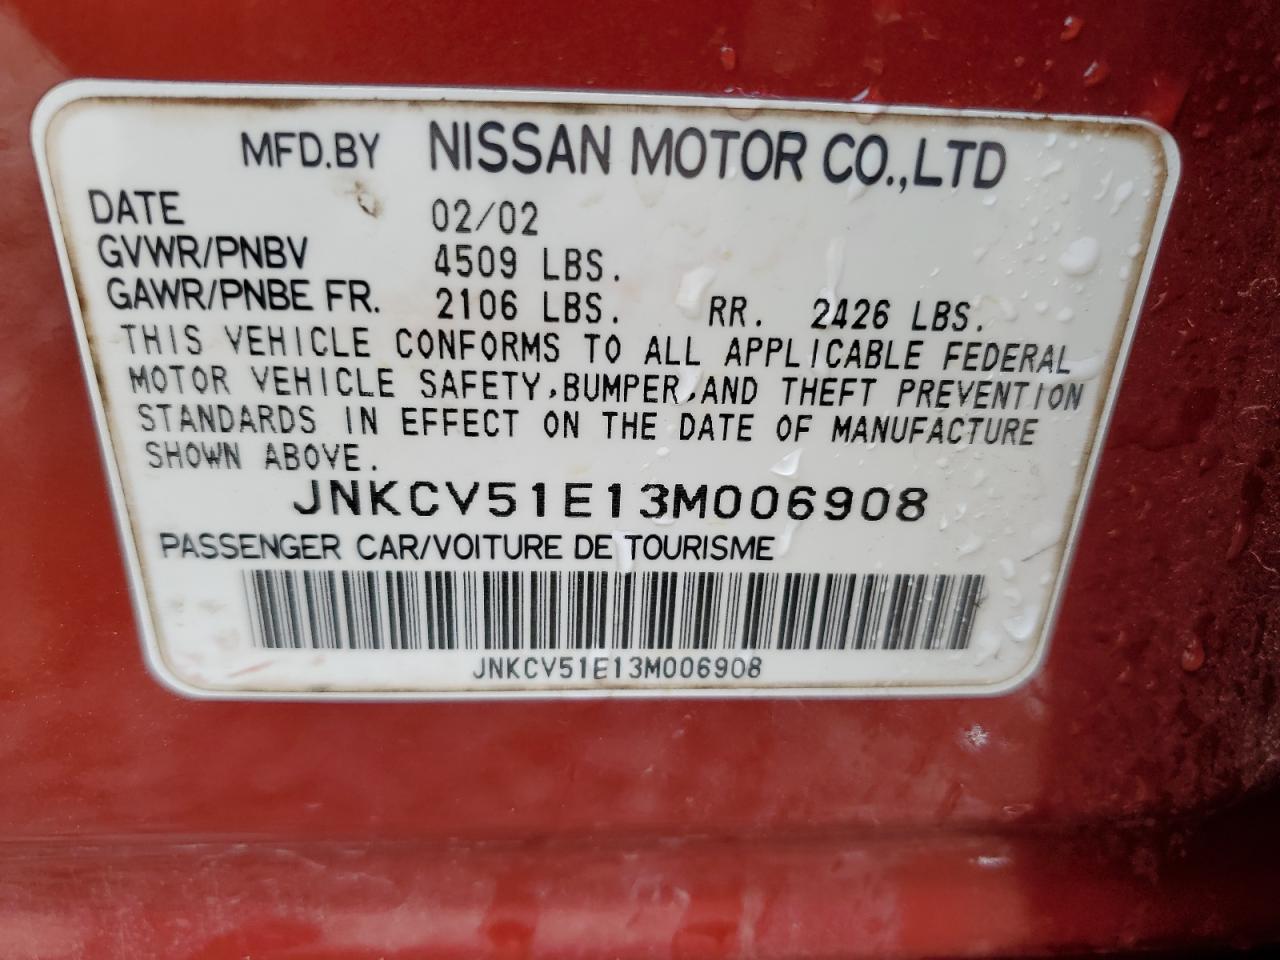 MFD.BY NISSAN MOTOR CO.,LTD
DATE 02/02
GVWR/PNBV 4509 LBS.
GAWR/PNBE FR. 2106 LBS. RR. 2426 LBS.
THIS VEHICLE CONFORMS TO ALL APPLICABLE FEDERAL
MOTOR VEHICLE SAFETY,BUMPER,AND THEFT PREVENTION
STANDARDS IN EFFECT ON THE DATE OF MANUFACTURE
SHOWN ABOVE.
JNKCV51E13M006908
PASSENGER CAR/VOITURE DE TOURISME
JNKCV51E13M006908